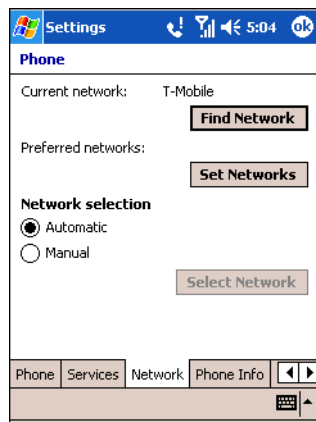 Settings 5:04 ok
Phone
Current network: T-Mobile
Find Network
Preferred networks:
Set Networks
Network selection
Automatic
Manual
Select Network
Phone Services Network Phone Info